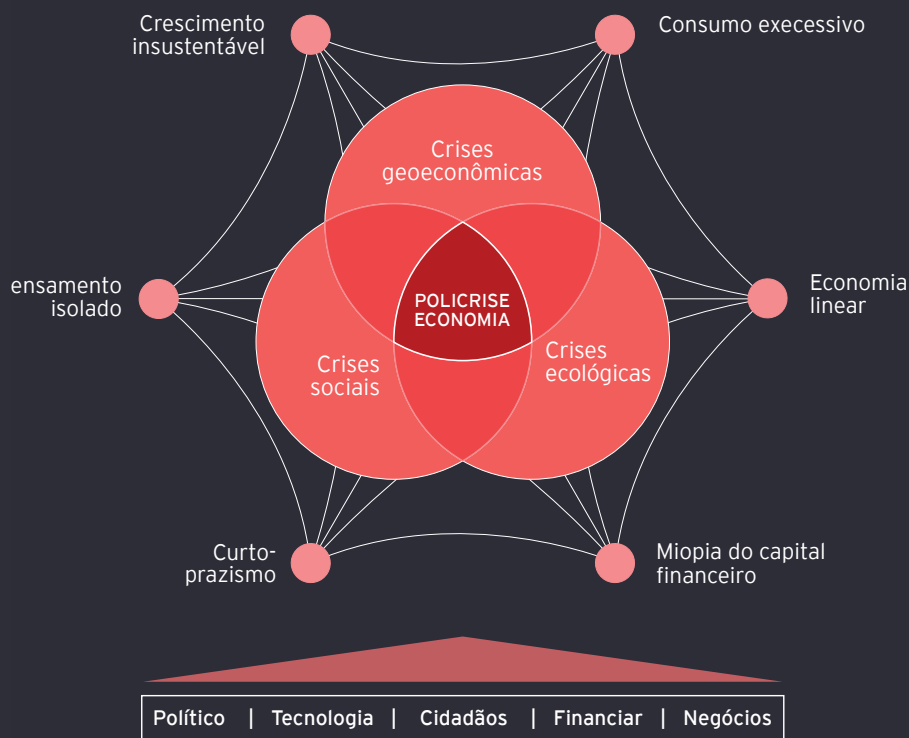 Crescimento
insustentável
Consumo execessivo
Crises
geoeconômicas
ensamento
isolado
POLICRISE
ECONOMIA
Economia
linear
Crises
sociais
Crises
ecológicas
Curto-
prazismo
Miopia do capital
financeiro
Político | Tecnologia | Cidadãos | Financiar | Negócios